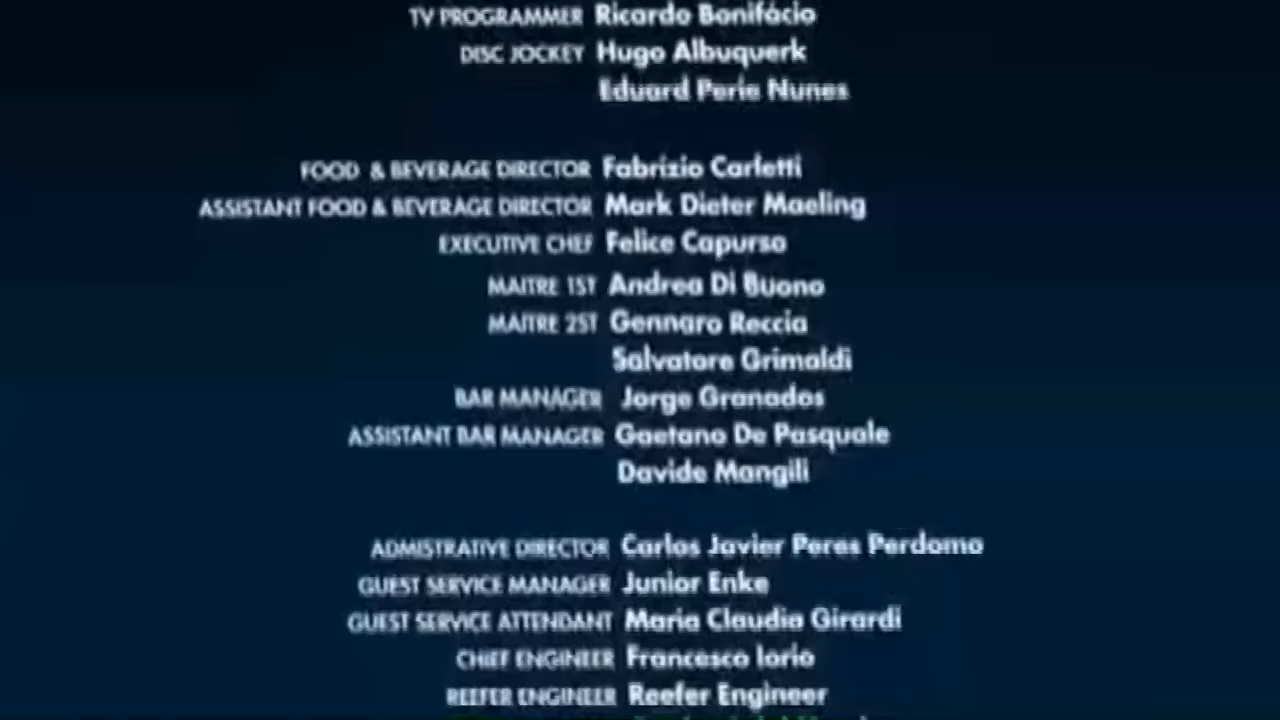 TV PROGRAMMER Ricardo Bonifácio
DISC JOCKEY Hugo Albuquerk
Eduard Perie Nunes
FOOD & BEVERAGE DIRECTOR Fabrizio Carletti
ASSISTANT FOOD & BEVERAGE DIRECTOR Mark Dieter Maeling
EXECUTIVE CHEF Felice Capurso
MAITRE 1ST Andrea Di Buono
MAITRE 2ST Gennaro Reccia
Salvatore Grimaldi
BAR MANAGER Jorge Granados
ASSISTANT BAR MANAGER Gaetano De Pasquale
Davide Mangili
ADMISTRATIVE DIRECTOR Carlos Javier Peres Perdomo
GUEST SERVICE MANAGER Junior Enke
GUEST SERVICE ATTENDANT Maria Claudia Girardi
CHIEF ENGINEER Francesco Iorio
REEFER ENGINEER Reefer Engineer